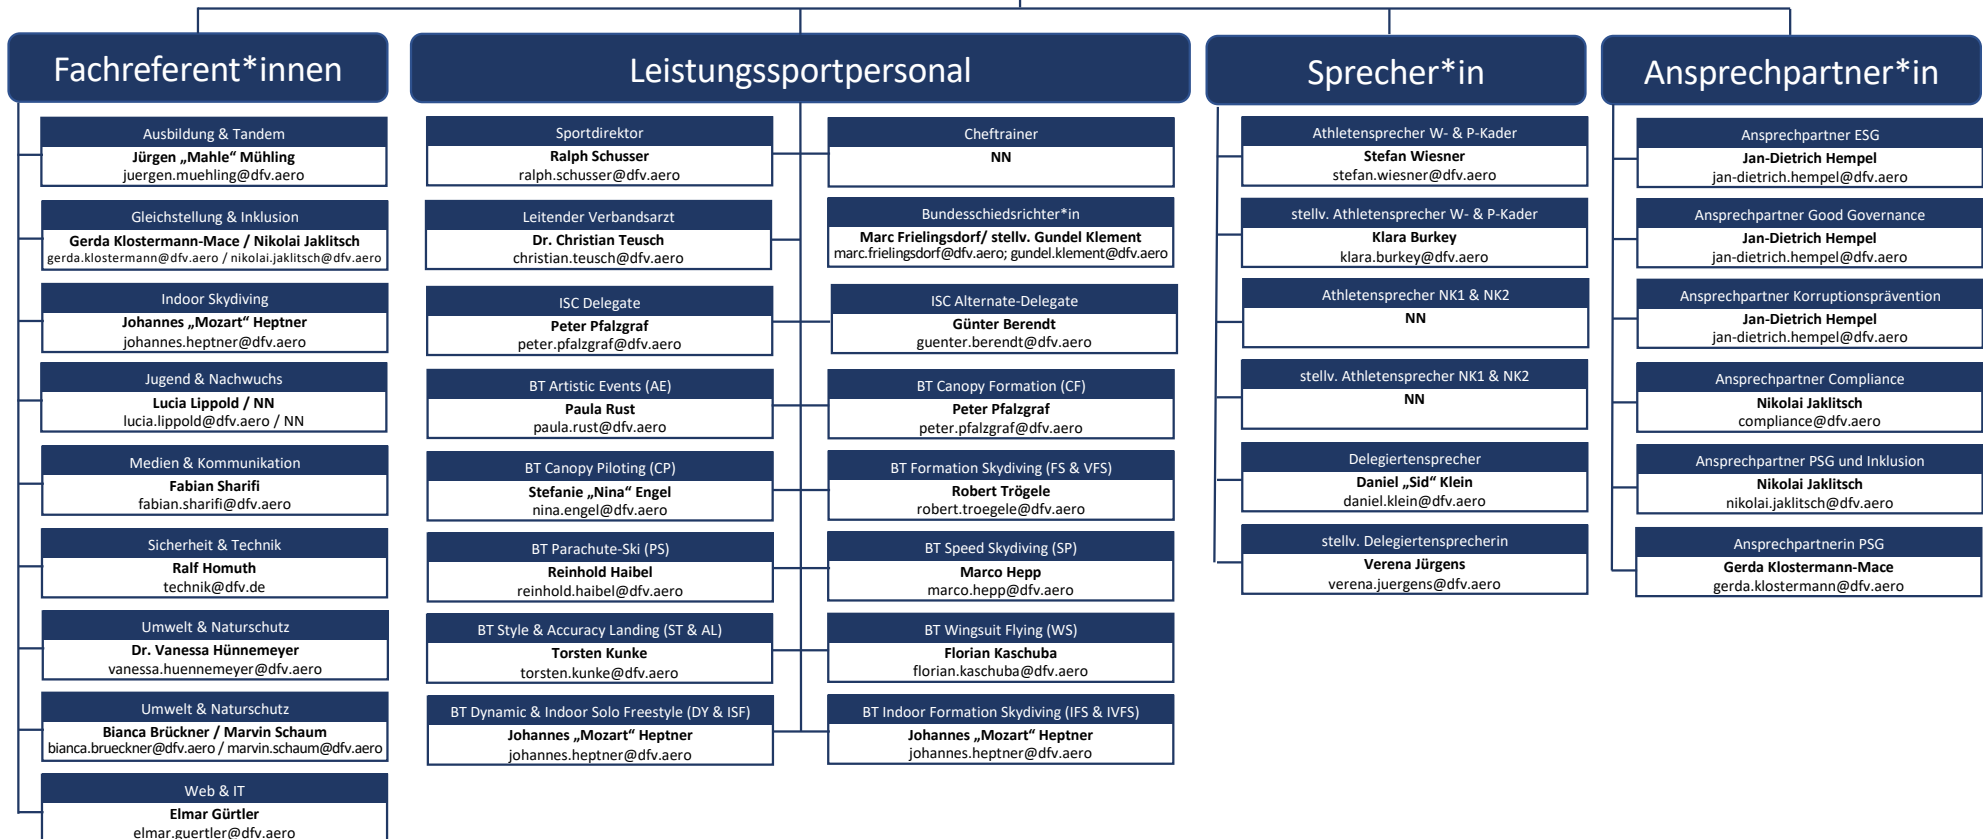 Fachreferent*innen
Ausbildung & Tandem
Jürgen „Mahle“ Mühling
juergen.muehling@dfv.aero
Gleichstellung & Inklusion
Gerda Klostermann-Mace / Nikolai Jaklitsch
gerda.klostermann@dfv.aero / nikolai.jaklitsch@dfv.aero
Indoor Skydiving
Johannes „Mozart“ Heptner
johannes.heptner@dfv.aero
Jugend & Nachwuchs
Lucia Lippold / NN
lucia.lippold@dfv.aero / NN
Medien & Kommunikation
Fabian Sharifi
fabian.sharifi@dfv.aero
Sicherheit & Technik
Ralf Homuth
technik@dfv.de
Umwelt & Naturschutz
Dr. Vanessa Hünnemeyer
vanessa.huennemeyer@dfv.aero
Umwelt & Naturschutz
Bianca Brückner / Marvin Schaum
bianca.brueckner@dfv.aero / marvin.schaum@dfv.aero
Web & IT
Elmar Gürtler
elmar.guertler@dfv.aero
Leistungssportpersonal
Sportdirektor
Ralph Schusser
ralph.schusser@dfv.aero
Cheftrainer
NN
Leitender Verbandsarzt
Dr. Christian Teusch
christian.teusch@dfv.aero
Bundesschiedsrichter*in
Marc Frielingsdorf/ stellv. Gundel Klement
marc.frielingsdorf@dfv.aero; gundel.klement@dfv.aero
ISC Delegate
Peter Pfalzgraf
peter.pfalzgraf@dfv.aero
ISC Alternate-Delegate
Günter Berendt
guenter.berendt@dfv.aero
BT Artistic Events (AE)
Paula Rust
paula.rust@dfv.aero
BT Canopy Formation (CF)
Peter Pfalzgraf
peter.pfalzgraf@dfv.aero
BT Canopy Piloting (CP)
Stefanie „Nina“ Engel
nina.engel@dfv.aero
BT Formation Skydiving (FS & VFS)
Robert Trögele
robert.troegele@dfv.aero
BT Parachute-Ski (PS)
Reinhold Haibel
reinhold.haibel@dfv.aero
BT Speed Skydiving (SP)
Marco Hepp
marco.hepp@dfv.aero
BT Style & Accuracy Landing (ST & AL)
Torsten Kunke
torsten.kunke@dfv.aero
BT Wingsuit Flying (WS)
Florian Kaschuba
florian.kaschuba@dfv.aero
BT Dynamic & Indoor Solo Freestyle (DY & ISF)
Johannes „Mozart“ Heptner
johannes.heptner@dfv.aero
BT Indoor Formation Skydiving (IFS & IVFS)
Johannes „Mozart“ Heptner
johannes.heptner@dfv.aero
Sprecher*in
Athletensprecher W- & P-Kader
Stefan Wiesner
stefan.wiesner@dfv.aero
stellv. Athletensprecher W- & P-Kader
Klara Burkey
klara.burkey@dfv.aero
Athletensprecher NK1 & NK2
NN
stellv. Athletensprecher NK1 & NK2
NN
Delegiertensprecher
Daniel „Sid“ Klein
daniel.klein@dfv.aero
stellv. Delegiertensprecherin
Verena Jürgens
verena.juergens@dfv.aero
Ansprechpartner*in
Ansprechpartner ESG
Jan-Dietrich Hempel
jan-dietrich.hempel@dfv.aero
Ansprechpartner Good Governance
Jan-Dietrich Hempel
jan-dietrich.hempel@dfv.aero
Ansprechpartner Korruptionsprävention
Jan-Dietrich Hempel
jan-dietrich.hempel@dfv.aero
Ansprechpartner Compliance
Nikolai Jaklitsch
compliance@dfv.aero
Ansprechpartner PSG und Inklusion
Nikolai Jaklitsch
nikolai.jaklitsch@dfv.aero
Ansprechpartnerin PSG
Gerda Klostermann-Mace
gerda.klostermann@dfv.aero